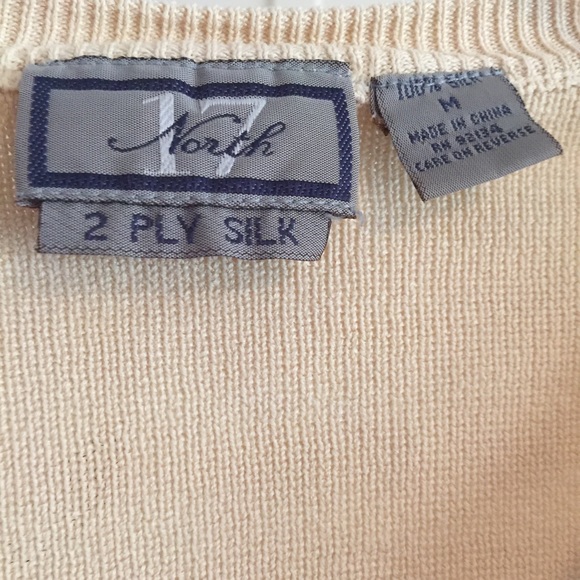 17
North
2 PLY SILK
100% SILK
M
MADE IN CHINA
RN 92134
CARE ON REVERSE